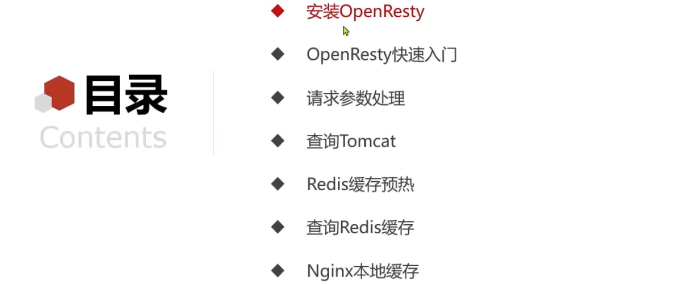 目录
Contents
安装OpenResty
OpenResty快速入门
请求参数处理
查询Tomcat
Redis缓存预热
查询Redis缓存
Nginx本地缓存